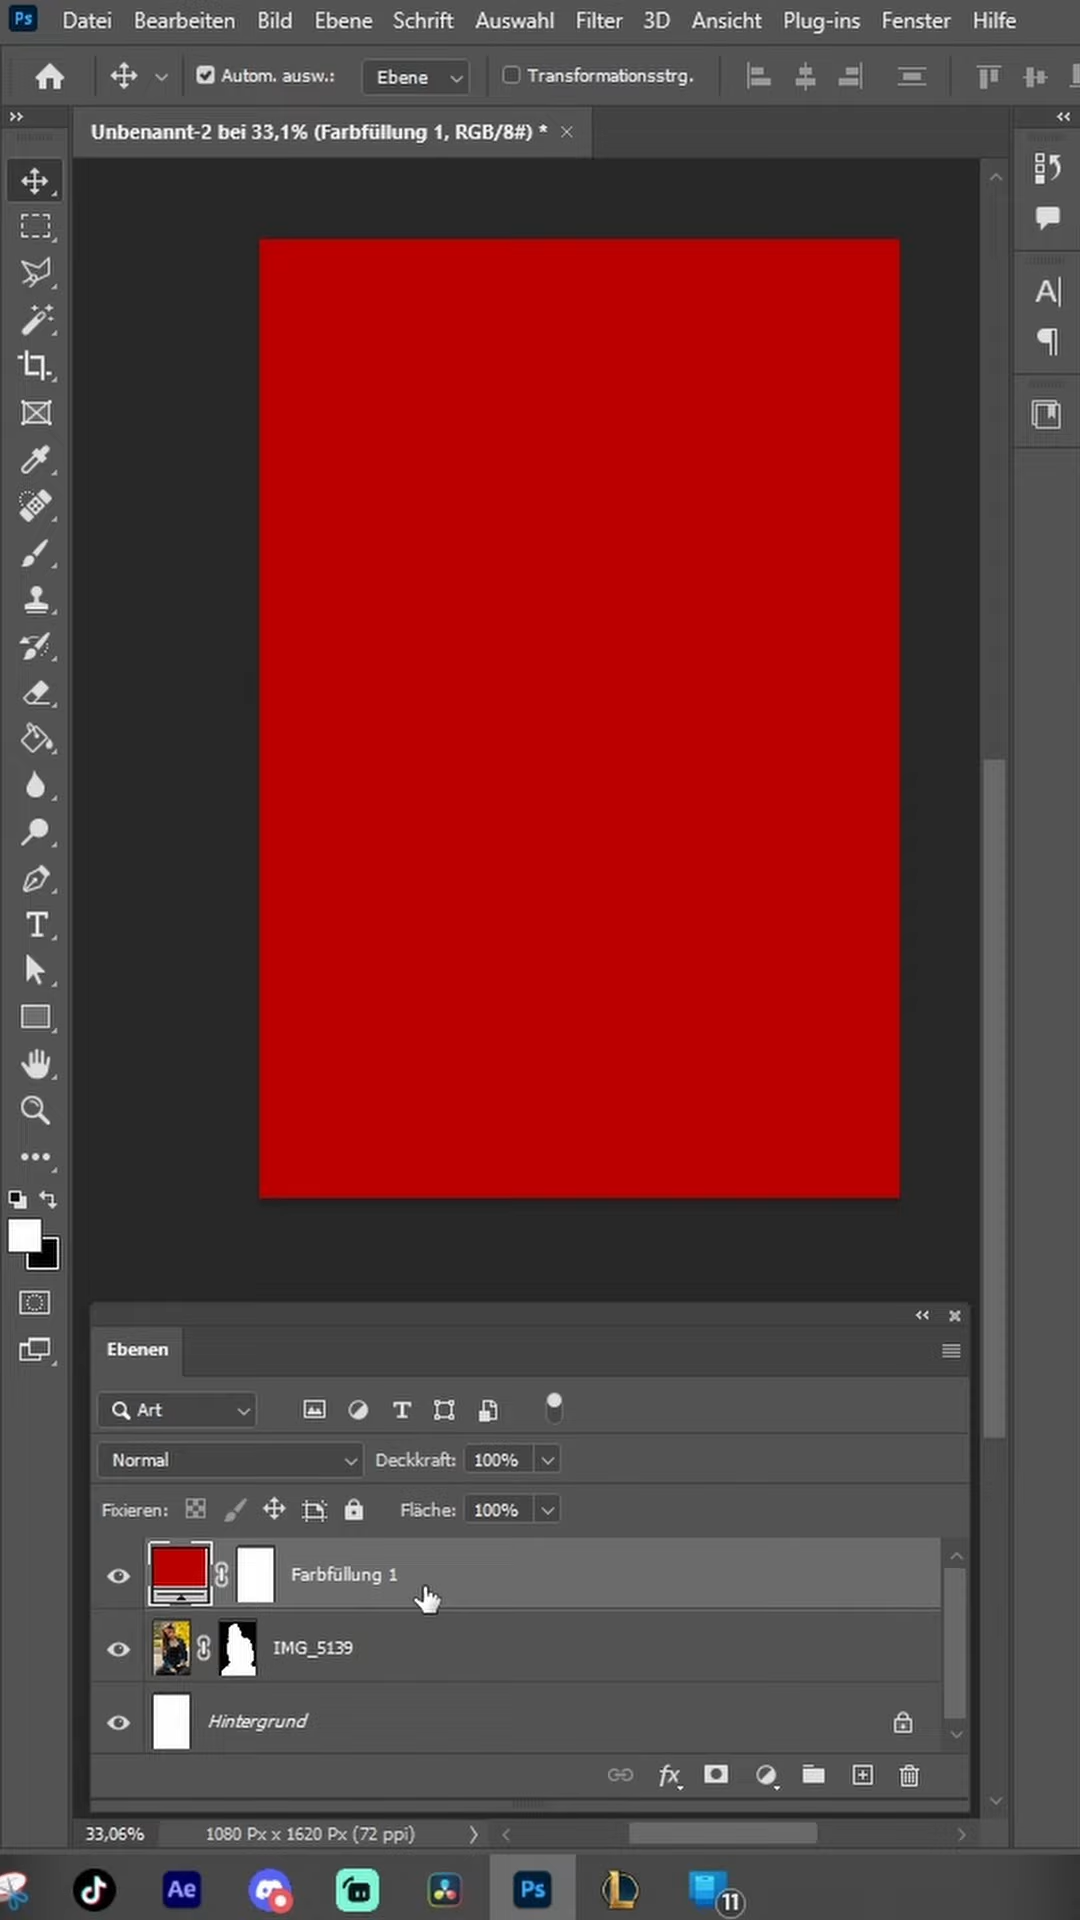 Ps Datei Bearbeiten Bild Ebene Schrift Auswahl Filter 3D Ansicht Plug-ins Fenster Hilfe
Autom. ausw.: Ebene Transformationsstrg.
Unbenannt-2 bei 33,1% (Farbfüllung 1, RGB/8#) *
Ebenen
Art
Normal Deckkraft: 100%
Fixieren: Fläche: 100%
Farbfüllung 1
IMG_5139
Hintergrund
fx
33,06% 1080 Px x 1620 Px (72 ppi)
Ae Ps 11